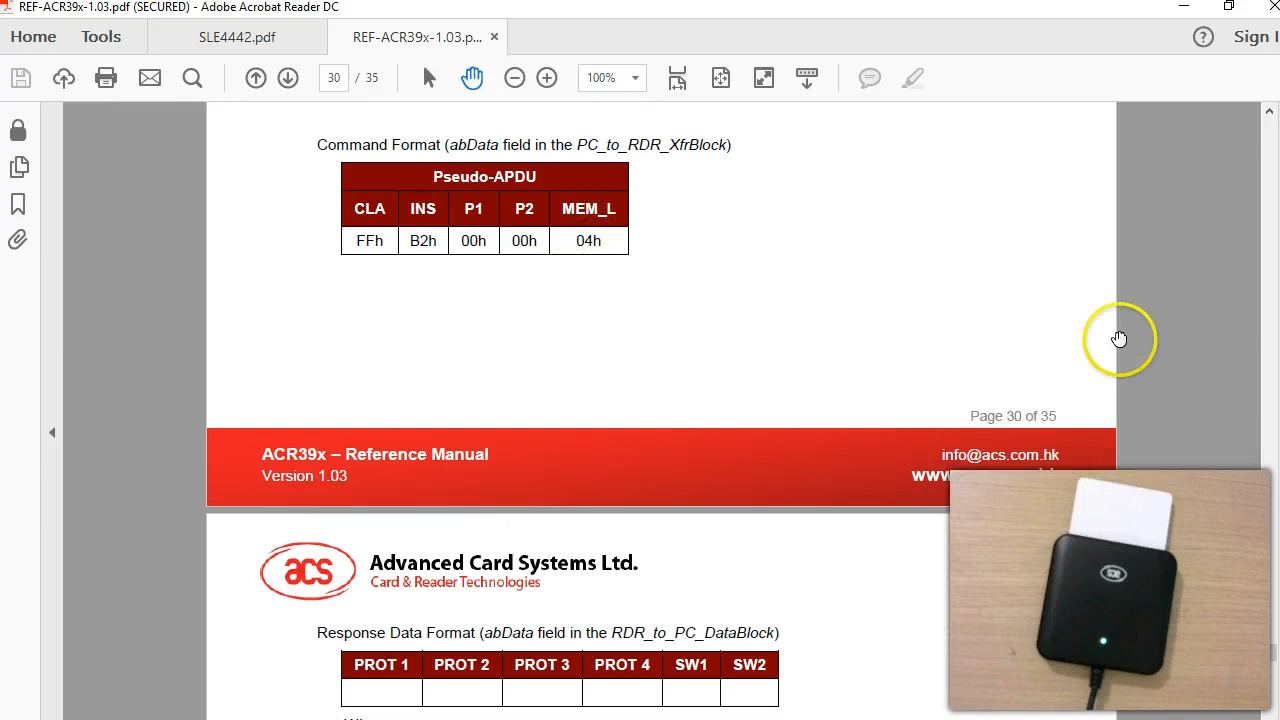 REF-ACR39x-1.03.pdf (SECURED) - Adobe Acrobat Reader DC
Home Tools SLE4442.pdf REF-ACR39x-1.03.p... Sign I
30 / 35 100%
Command Format (abData field in the PC_to_RDR_XfrBlock)
Pseudo-APDU
CLA INS P1 P2 MEM_L
FFh B2h 00h 00h 04h
Page 30 of 35
ACR39x – Reference Manual info@acs.com.hk
Version 1.03 www.
acs Advanced Card Systems Ltd.
Card & Reader Technologies
acs
Response Data Format (abData field in the RDR_to_PC_DataBlock)
PROT 1 PROT 2 PROT 3 PROT 4 SW1 SW2